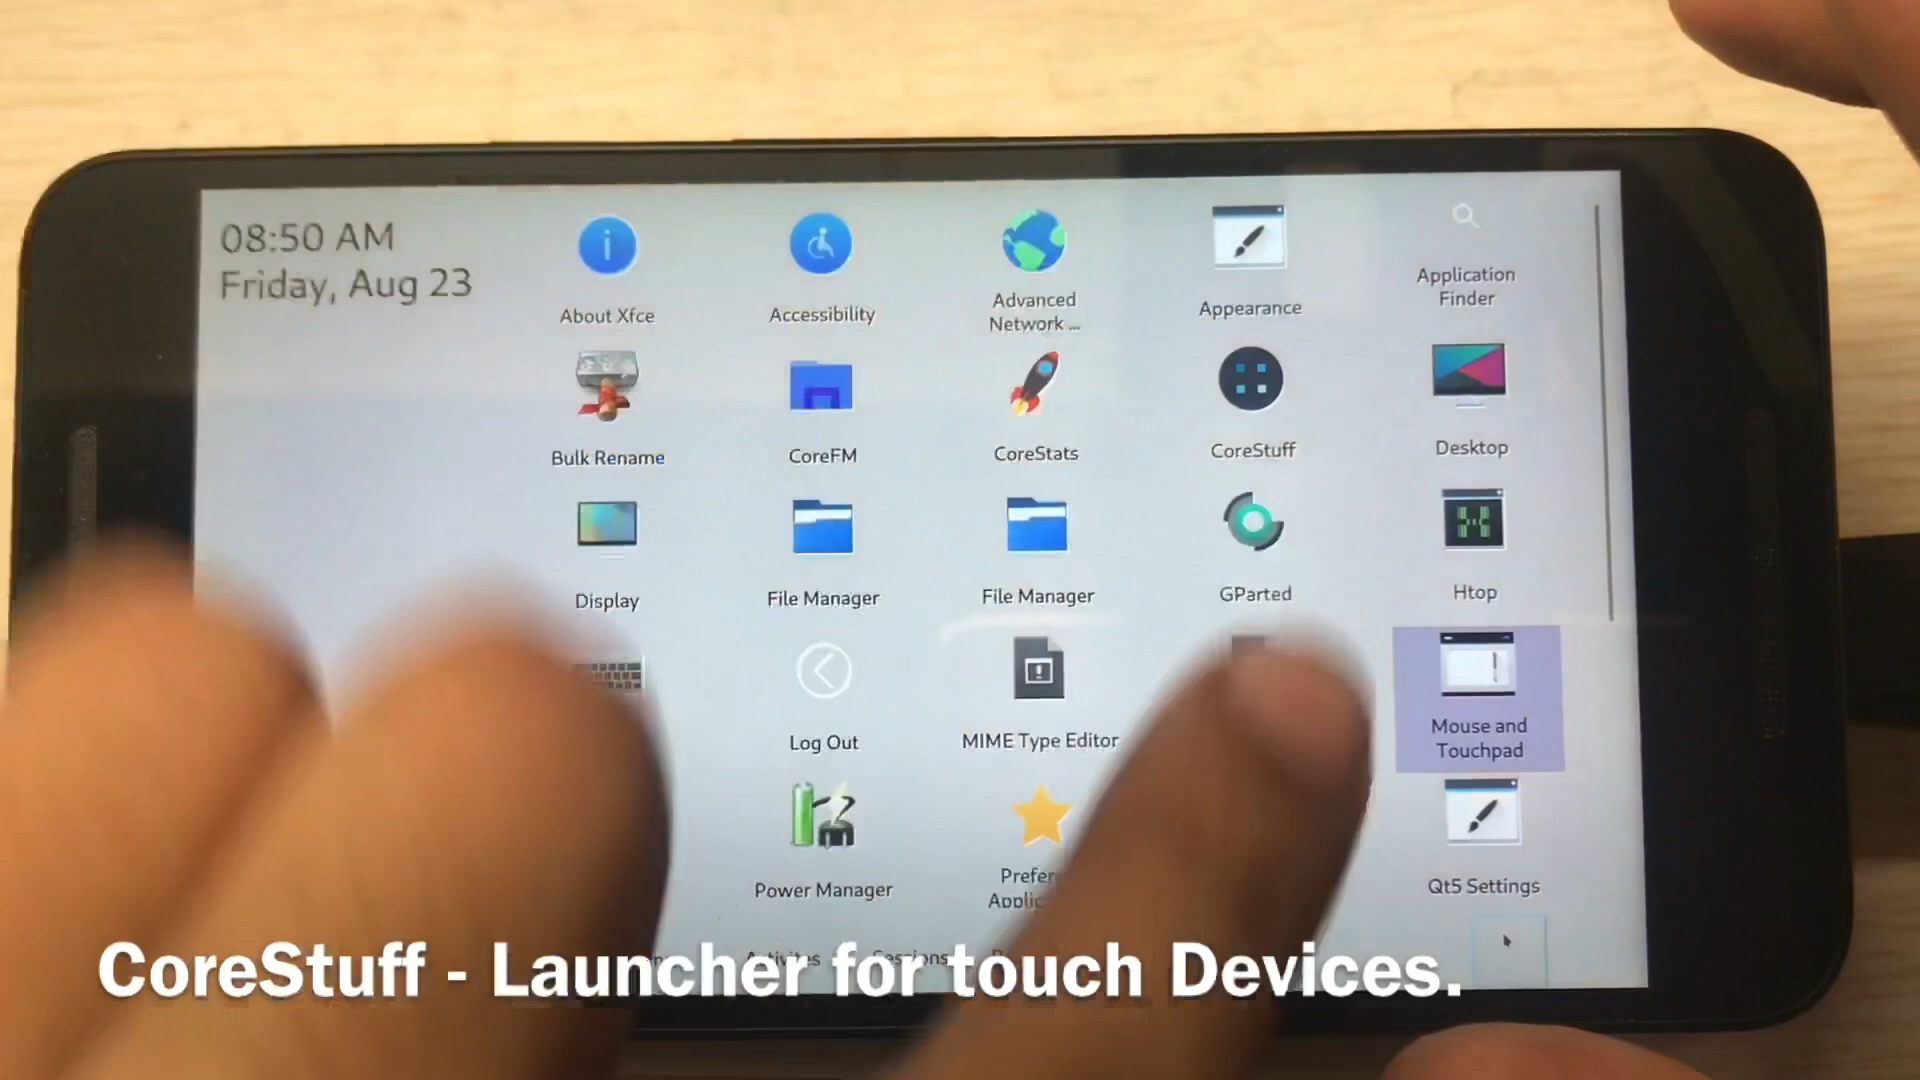 08:50 AM
Friday, Aug 23
About Xfce
Accessibility
Advanced
Network ...
Appearance
Application
Finder
Bulk Rename
CoreFM
CoreStats
CoreStuff
Desktop
Display
File Manager
File Manager
GParted
Htop
Log Out
MIME Type Editor
Mouse and
Touchpad
Power Manager
Qt5 Settings
CoreStuff - Launcher for touch Devices.